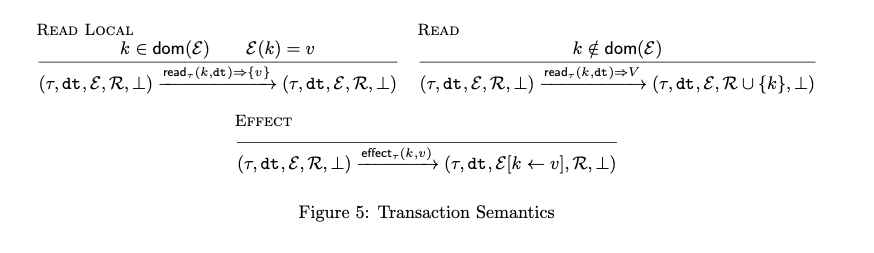 READ LOCAL
k ∈ dom(ℰ) ℰ(k) = v
(τ, dt, ℰ, ℛ, ⊥) —read_τ(k,dt)⇒{v}→ (τ, dt, ℰ, ℛ, ⊥)
READ
k ∉ dom(ℰ)
(τ, dt, ℰ, ℛ, ⊥) —read_τ(k,dt)⇒V→ (τ, dt, ℰ, ℛ ∪ {k}, ⊥)
EFFECT
(τ, dt, ℰ, ℛ, ⊥) —effect_τ(k,v)→ (τ, dt, ℰ[k ← v], ℛ, ⊥)
Figure 5: Transaction Semantics